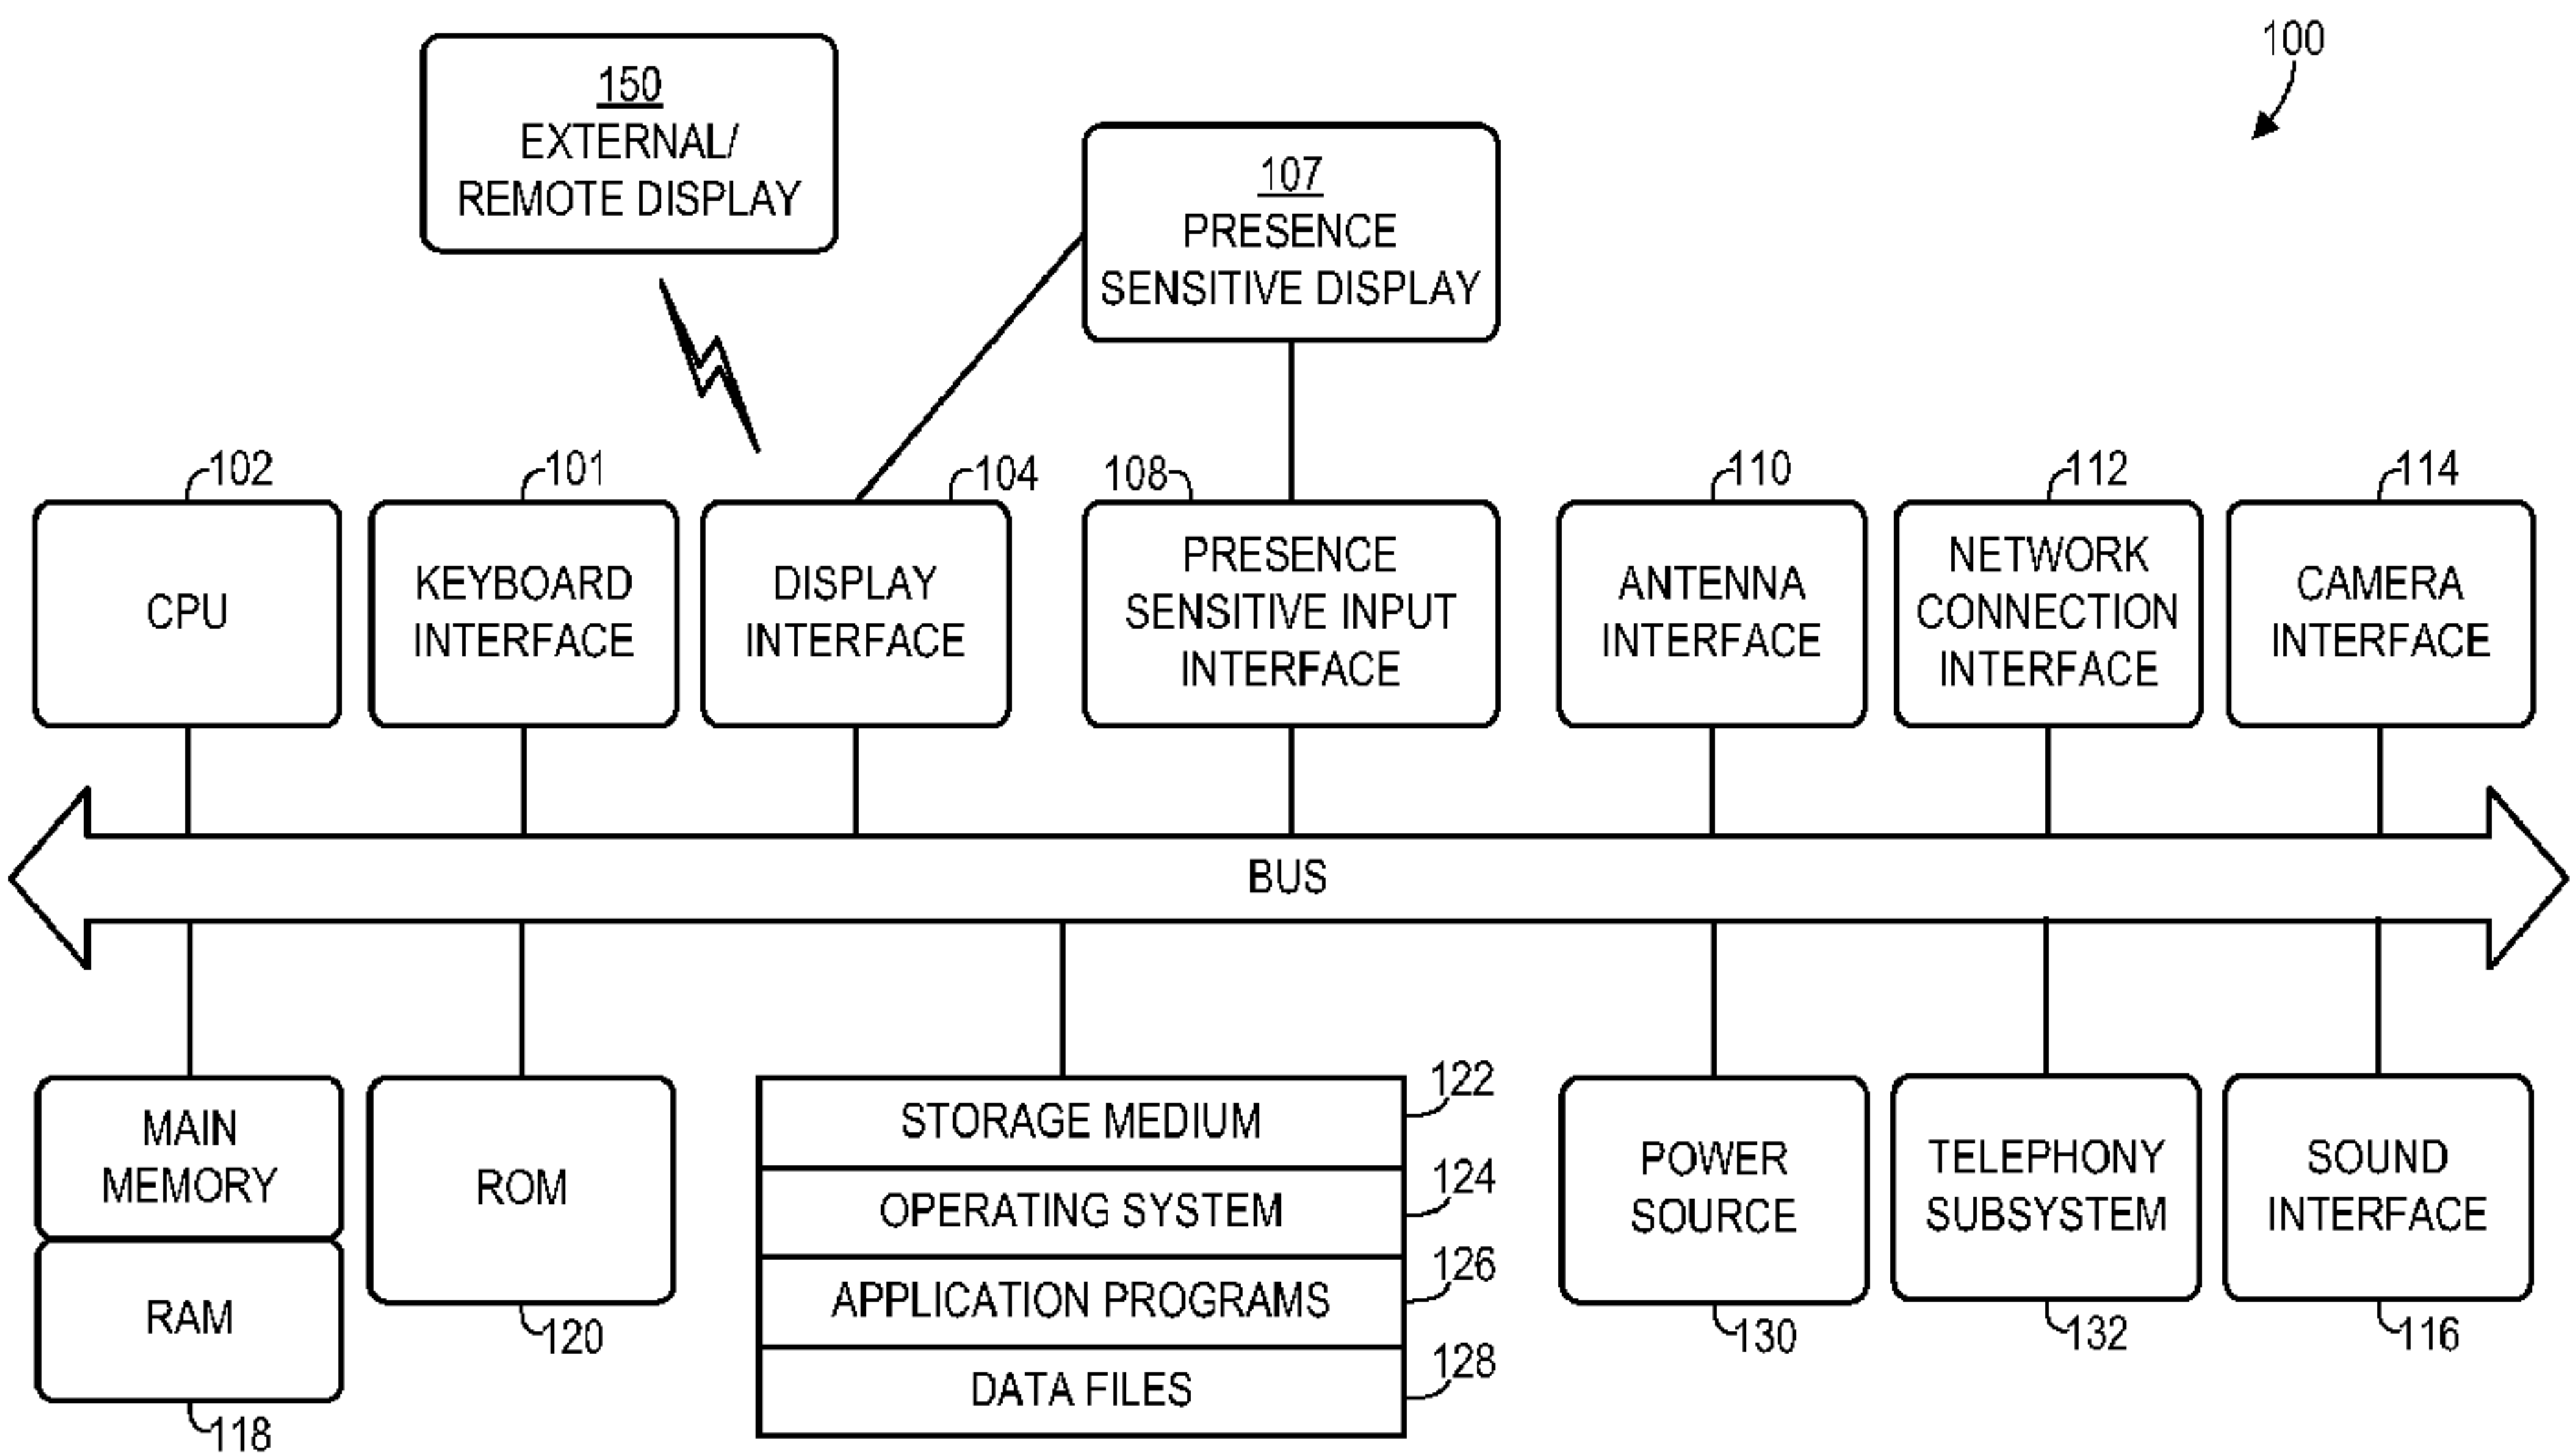 100
150
EXTERNAL/
REMOTE DISPLAY
107
PRESENCE
SENSITIVE DISPLAY
102
CPU
101
KEYBOARD
INTERFACE
104
DISPLAY
INTERFACE
108
PRESENCE
SENSITIVE INPUT
INTERFACE
110
ANTENNA
INTERFACE
112
NETWORK
CONNECTION
INTERFACE
114
CAMERA
INTERFACE
BUS
MAIN
MEMORY
RAM
118
ROM
120
STORAGE MEDIUM
122
OPERATING SYSTEM
124
APPLICATION PROGRAMS
126
DATA FILES
128
POWER
SOURCE
130
TELEPHONY
SUBSYSTEM
132
SOUND
INTERFACE
116